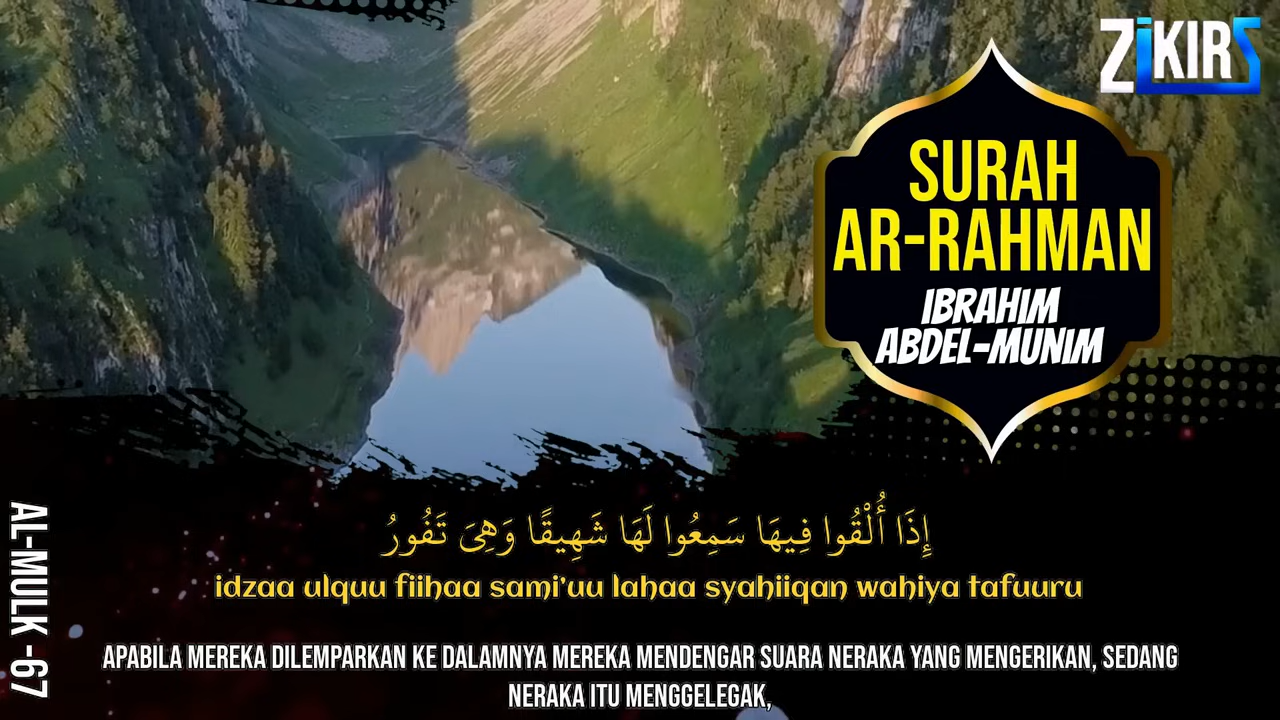 ZiKIRS
SURAH
AR-RAHMAN
IBRAHIM
ABDEL-MUNIM
إِذَا أُلْقُوا فِيهَا سَمِعُوا لَهَا شَهِيقًا وَهِىَ تَفُورُ
idzaa ulquu fiihaa sami'uu lahaa syahiiqan wahiya tafuuru
APABILA MEREKA DILEMPARKAN KE DALAMNYA MEREKA MENDENGAR SUARA NERAKA YANG MENGERIKAN, SEDANG
NERAKA ITU MENGGELEGAK,
AL-MULK -67